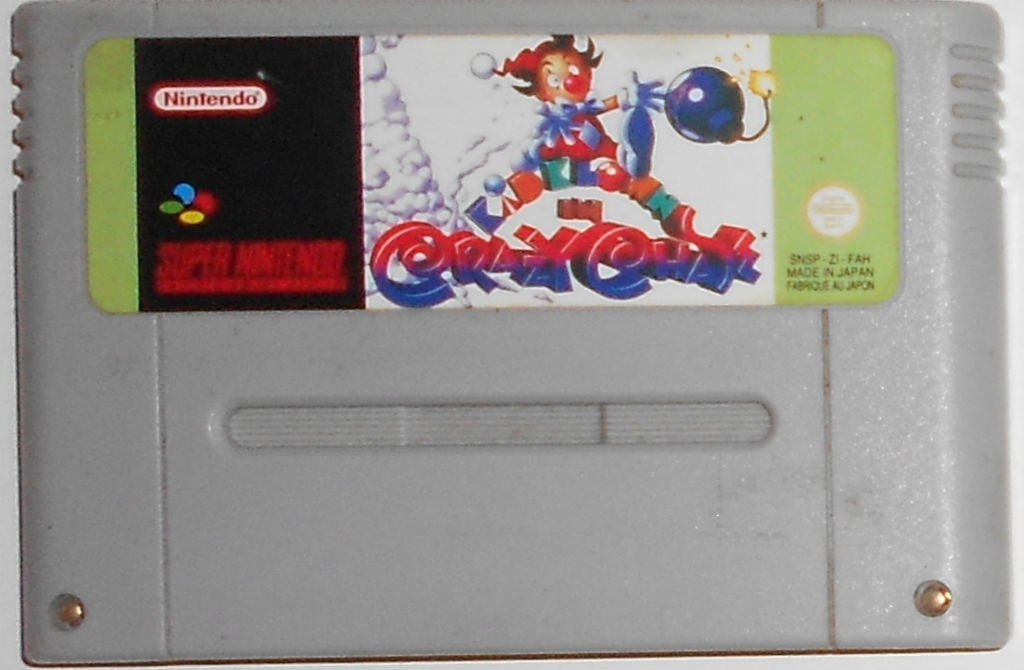 Nintendo
SUPER NINTENDO
KID KLOWN
IN
CRAZY CHASE
SNSP - ZI - FAH
MADE IN JAPAN
FABRIQUE AU JAPON